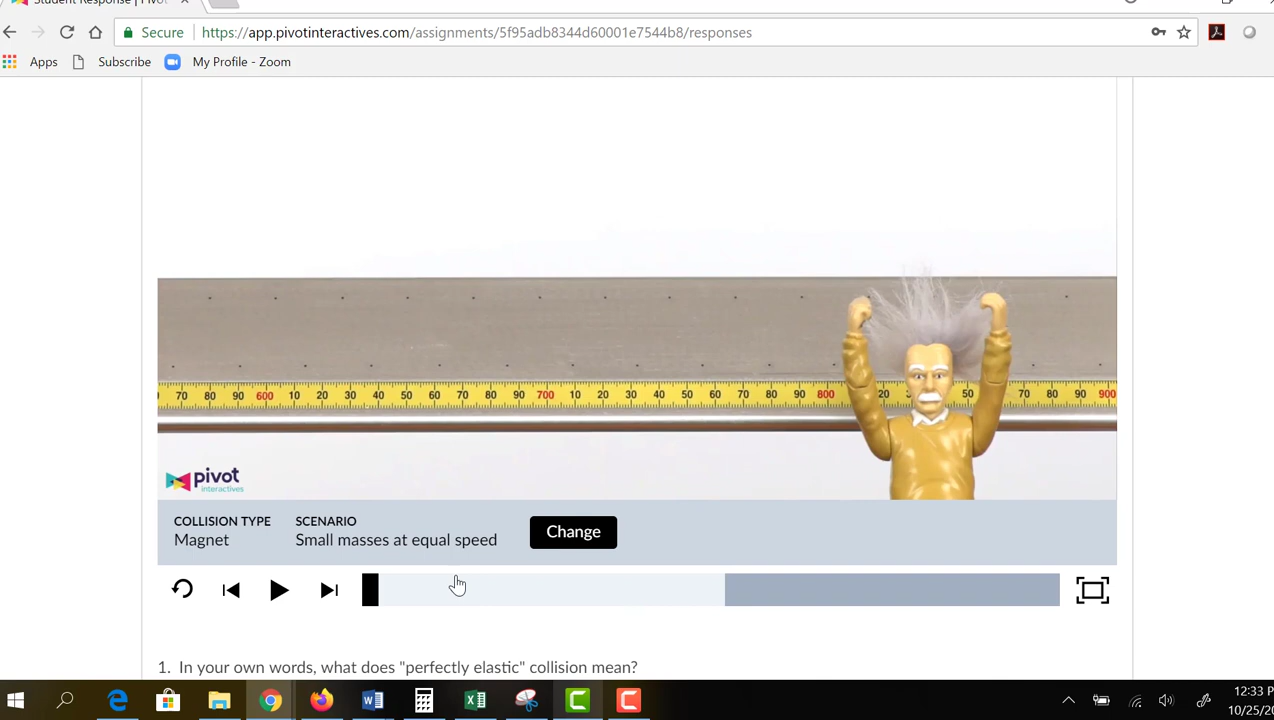 Student Response | Pivot
Secure https://app.pivotinteractives.com/assignments/5f95adb8344d60001e7544b8/responses
Apps Subscribe My Profile - Zoom
70 80 90 600 10 20 30 40 50 60 70 80 90 700 10 20 30 40 50 60 70 80 90 800 20 70 80 90 900
pivot
interactives
COLLISION TYPE SCENARIO
Magnet Small masses at equal speed Change
1. In your own words, what does "perfectly elastic" collision mean?
12:33 P
10/25/20